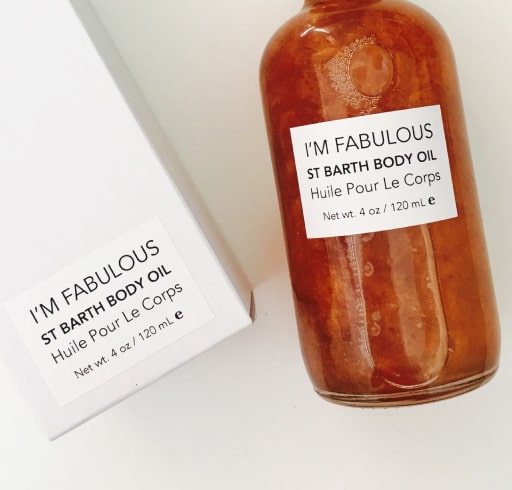 I'M FABULOUS
ST BARTH BODY OIL
Huile Pour Le Corps
Net wt. 4 oz / 120 mL ℮
I'M FABULOUS
ST BARTH BODY OIL
Huile Pour Le Corps
Net wt. 4 oz / 120 mL ℮